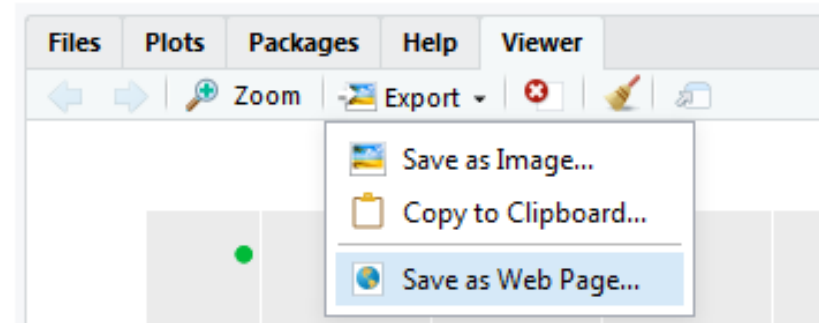 Files Plots Packages Help Viewer
Zoom Export
Save as Image...
Copy to Clipboard...
Save as Web Page...